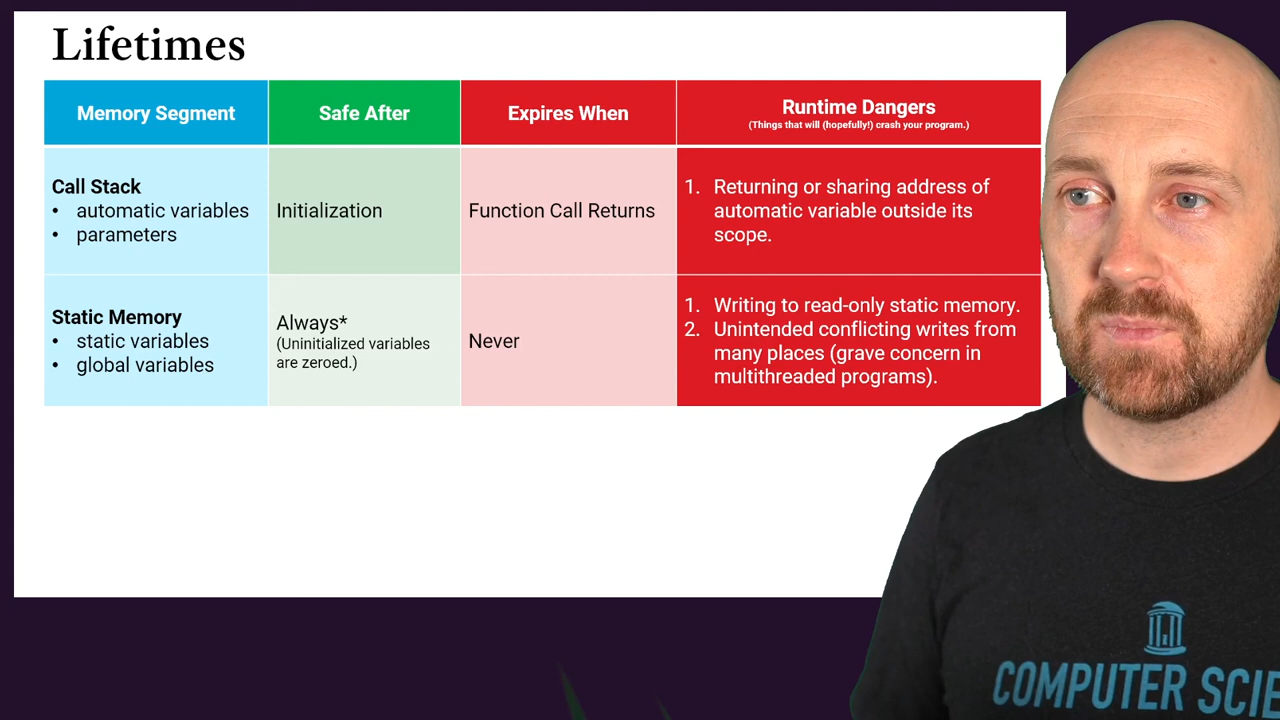 Lifetimes
Memory Segment
Safe After
Expires When
Runtime Dangers
(Things that will (hopefully!) crash your program.)
Call Stack
• automatic variables
• parameters
Initialization
Function Call Returns
1. Returning or sharing address of
automatic variable outside its
scope.
Static Memory
• static variables
• global variables
Always*
(Uninitialized variables
are zeroed.)
Never
1. Writing to read-only static memory.
2. Unintended conflicting writes from
many places (grave concern in
multithreaded programs).
COMPUTER SCIE